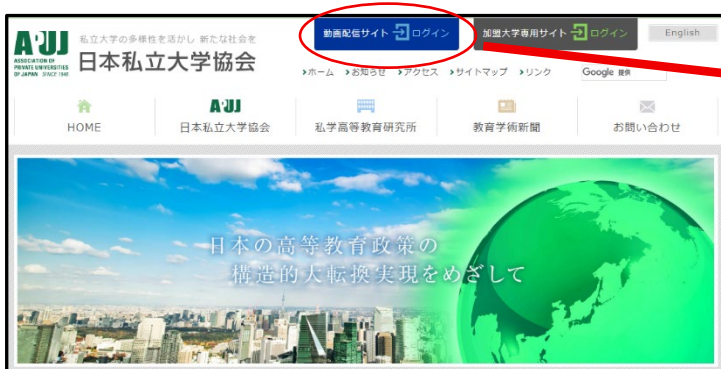 動画配信サイト ログイン
加盟大学専用サイト ログイン
English
APUJ
ASSOCIATION OF
PRIVATE UNIVERSITIES
OF JAPAN SINCE 1946
私立大学の多様性を活かし 新たな社会を
日本私立大学協会
ホーム お知らせ アクセス サイトマップ リンク
Google 提供
HOME
APUJ
日本私立大学協会
私学高等教育研究所
教育学術新聞
お問い合わせ
日本の高等教育政策の
構造的大転換実現をめざして